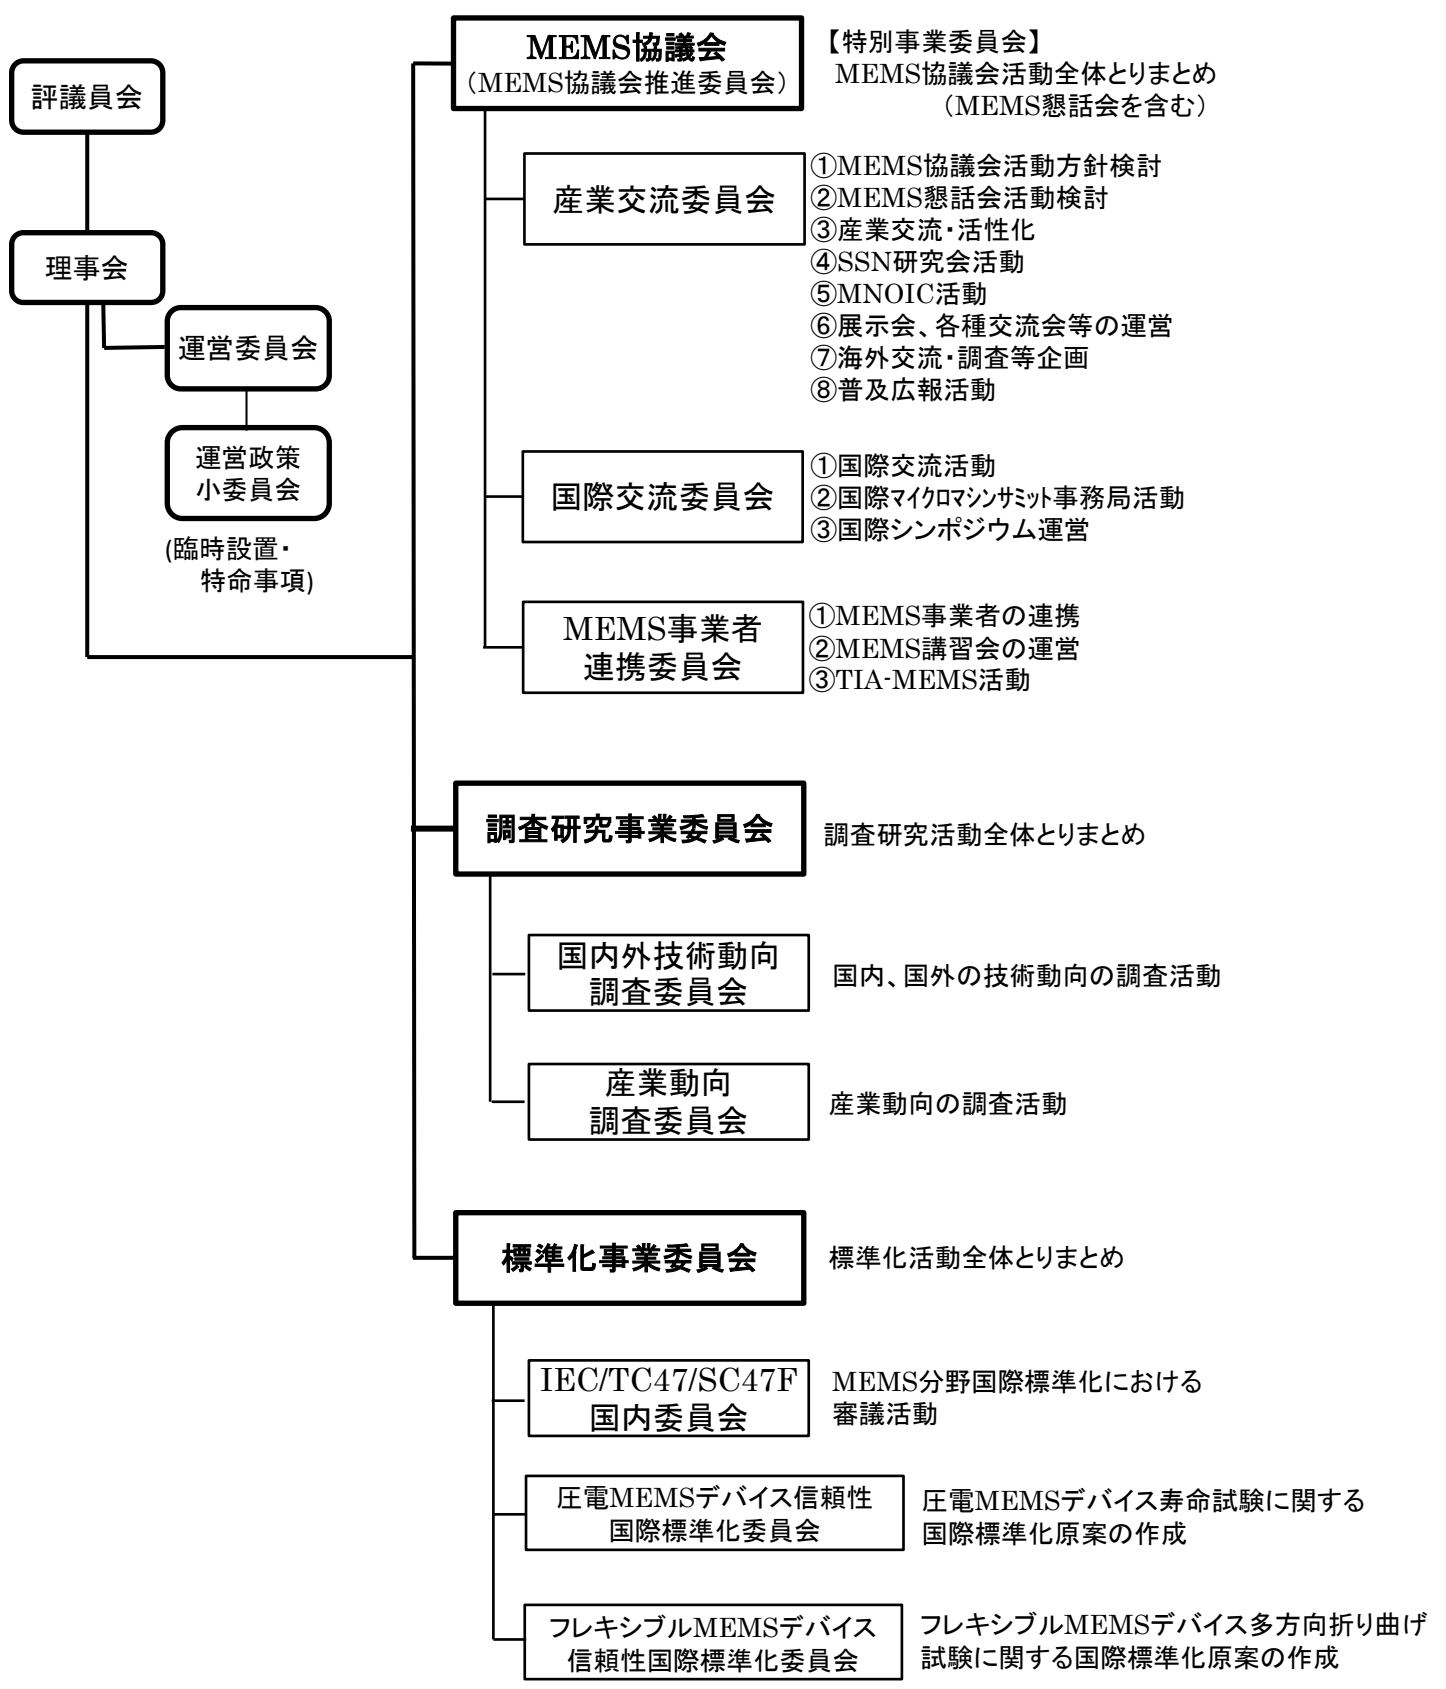 評議員会
理事会
運営委員会
運営政策
小委員会
(臨時設置・
特命事項)
MEMS協議会
（MEMS協議会推進委員会）
【特別事業委員会】
MEMS協議会活動全体とりまとめ
（MEMS懇話会を含む）
産業交流委員会
①MEMS協議会活動方針検討
②MEMS懇話会活動検討
③産業交流・活性化
④SSN研究会活動
⑤MNOIC活動
⑥展示会、各種交流会等の運営
⑦海外交流・調査等企画
⑧普及広報活動
国際交流委員会
①国際交流活動
②国際マイクロマシンサミット事務局活動
③国際シンポジウム運営
MEMS事業者
連携委員会
①MEMS事業者の連携
②MEMS講習会の運営
③TIA-MEMS活動
調査研究事業委員会
調査研究活動全体とりまとめ
国内外技術動向
調査委員会
国内、国外の技術動向の調査活動
産業動向
調査委員会
産業動向の調査活動
標準化事業委員会
標準化活動全体とりまとめ
IEC/TC47/SC47F
国内委員会
MEMS分野国際標準化における
審議活動
圧電MEMSデバイス信頼性
国際標準化委員会
圧電MEMSデバイス寿命試験に関する
国際標準化原案の作成
フレキシブルMEMSデバイス
信頼性国際標準化委員会
フレキシブルMEMSデバイス多方向折り曲げ
試験に関する国際標準化原案の作成